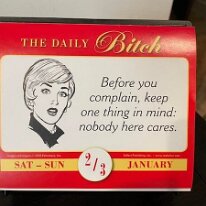 THE DAILY Bitch
Before you
complain, keep
one thing in mind:
nobody here cares.
SAT – SUN
2/3
JANUARY